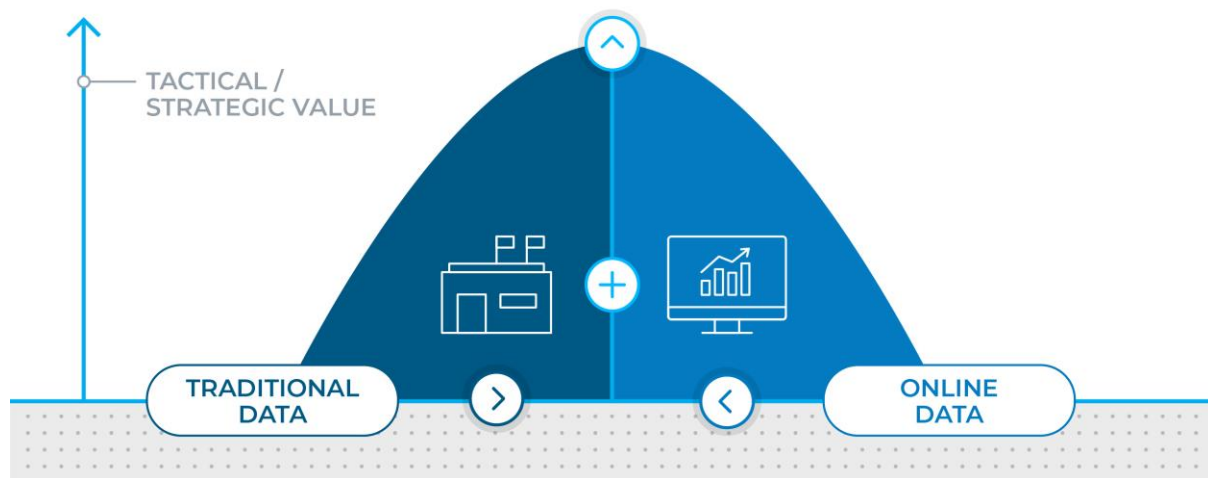 TACTICAL /
STRATEGIC VALUE
TRADITIONAL
DATA
ONLINE
DATA